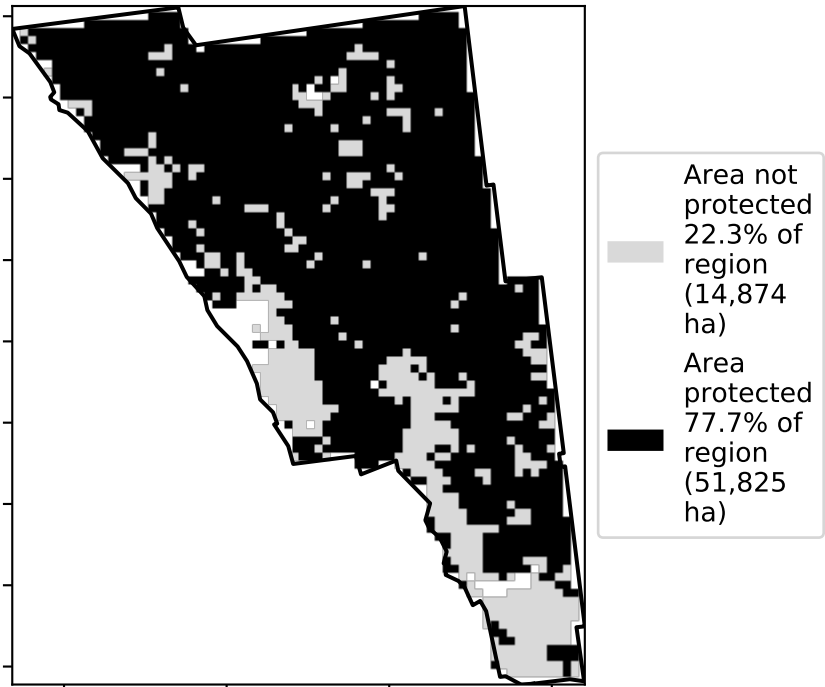 Area not
protected
22.3% of
region
(14,874
ha)
Area
protected
77.7% of
region
(51,825
ha)